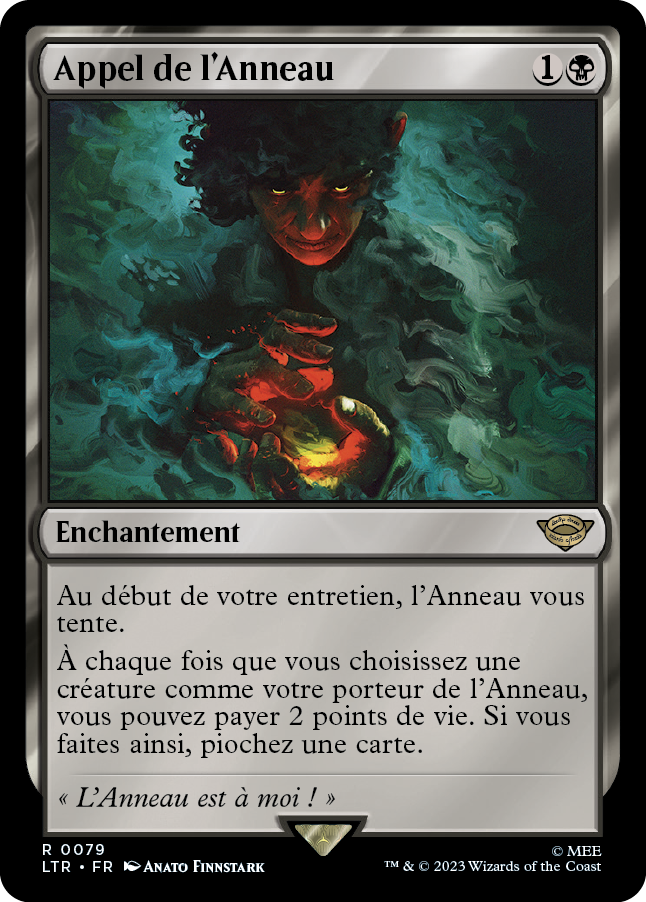 Appel de l'Anneau 1
Enchantement
Au début de votre entretien, l'Anneau vous
tente.
À chaque fois que vous choisissez une
créature comme votre porteur de l'Anneau,
vous pouvez payer 2 points de vie. Si vous
faites ainsi, piochez une carte.
« L'Anneau est à moi ! »
R 0079
LTR • FR Anato Finnstark
© MEE
™ & © 2023 Wizards of the Coast